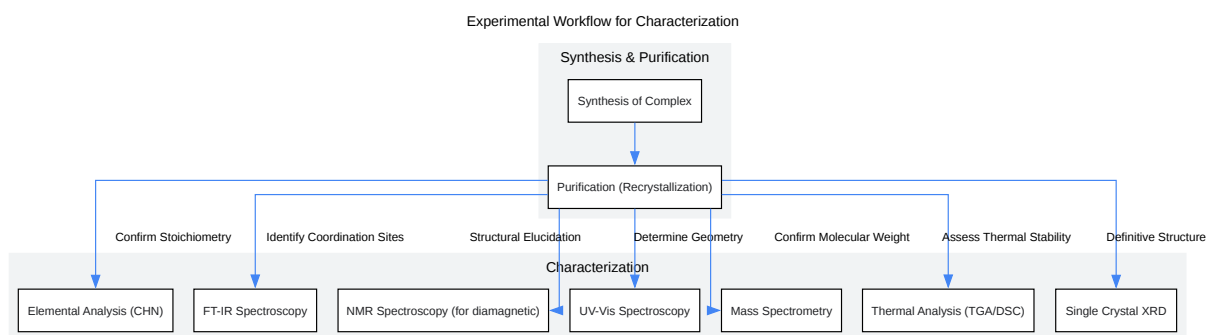 Experimental Workflow for Characterization
Synthesis & Purification
Synthesis of Complex
Purification (Recrystallization)
Confirm Stoichiometry
Identify Coordination Sites
Structural Elucidation
Determine Geometry
Confirm Molecular Weight
Assess Thermal Stability
Definitive Structure
Characterization
Elemental Analysis (CHN)
FT-IR Spectroscopy
NMR Spectroscopy (for diamagnetic)
UV-Vis Spectroscopy
Mass Spectrometry
Thermal Analysis (TGA/DSC)
Single Crystal XRD